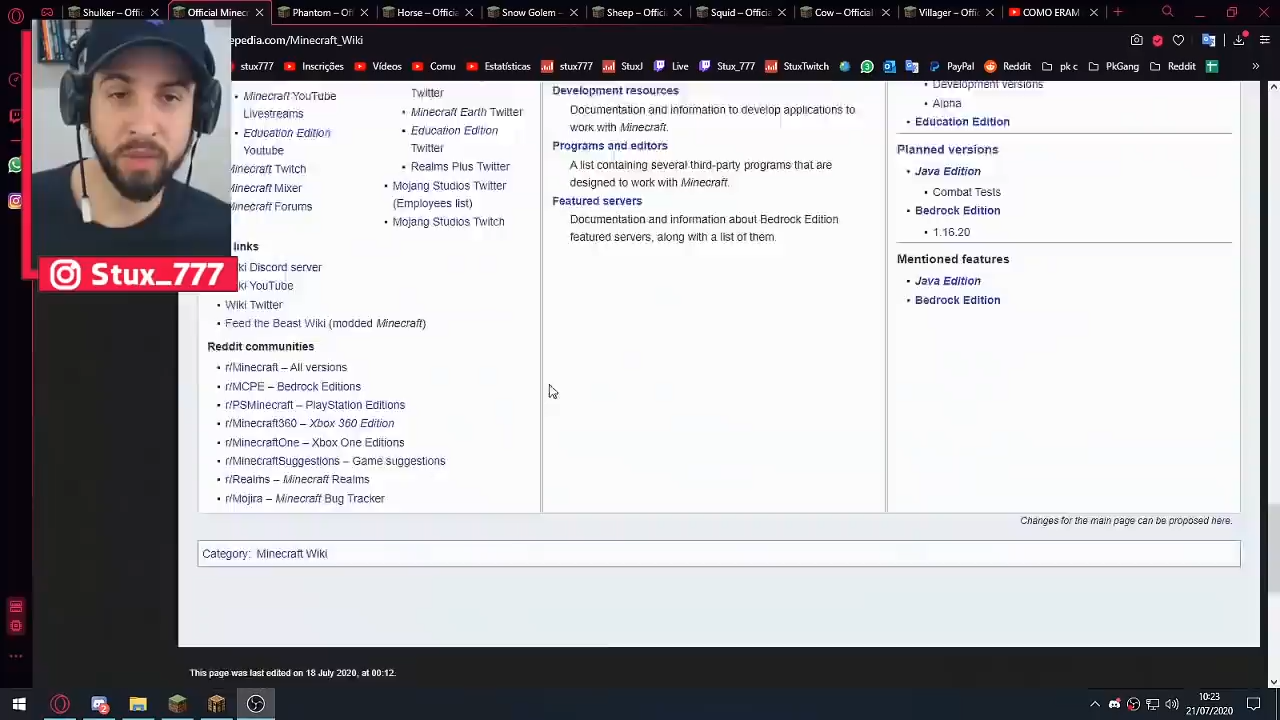 Shulker – Offic
Official Minec
Phantom – Off
Horse – Officia
Snow Golem –
Sheep – Offici
Squid – Offici
Cow – Official
Villager – Offic
COMO ERAM
epedia.com/Minecraft_Wiki
stux777
Inscrições
Vídeos
Comu
Estatísticas
stux777
StuxJ
Live
Stux_777
StuxTwitch
PayPal
Reddit
pk c
PkGang
Reddit
Minecraft YouTube
Livestreams
Education Edition
Youtube
Minecraft Twitch
Minecraft Mixer
Minecraft Forums
Twitter
Minecraft Earth Twitter
Education Edition
Twitter
Realms Plus Twitter
Mojang Studios Twitter
(Employees list)
Mojang Studios Twitch
links
Wiki Discord server
Wiki YouTube
Wiki Twitter
Feed the Beast Wiki (modded Minecraft)
Reddit communities
r/Minecraft – All versions
r/MCPE – Bedrock Editions
r/PSMinecraft – PlayStation Editions
r/Minecraft360 – Xbox 360 Edition
r/MinecraftOne – Xbox One Editions
r/MinecraftSuggestions – Game suggestions
r/Realms – Minecraft Realms
r/Mojira – Minecraft Bug Tracker
Development resources
Documentation and information to develop applications to
work with Minecraft.
Programs and editors
A list containing several third-party programs that are
designed to work with Minecraft.
Featured servers
Documentation and information about Bedrock Edition
featured servers, along with a list of them.
Development versions
Alpha
Education Edition
Planned versions
Java Edition
Combat Tests
Bedrock Edition
1.16.20
Mentioned features
Java Edition
Bedrock Edition
Stux_777
Changes for the main page can be proposed here.
Category: Minecraft Wiki
This page was last edited on 18 July 2020, at 00:12.
10:23
21/07/2020